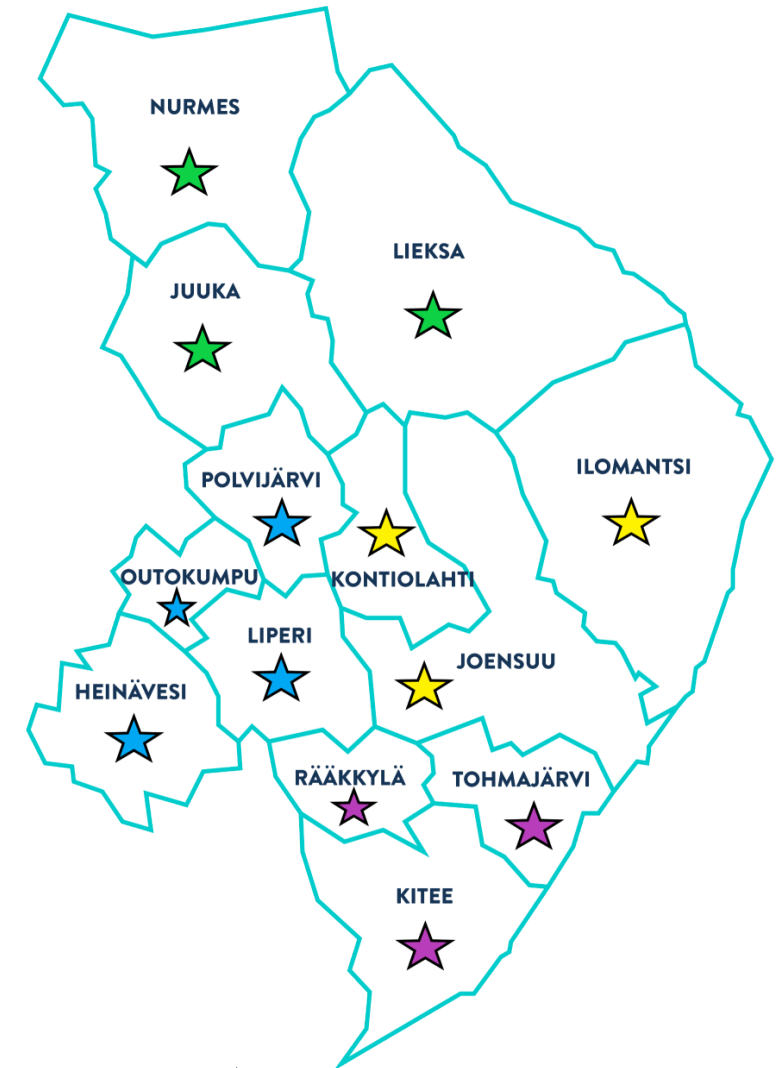 NURMES
LIEKSA
JUUKA
ILOMANTSI
POLVIJÄRVI
OUTOKUMPU
KONTIOLAHTI
LIPERI
JOENSUU
HEINÄVESI
RÄÄKKYLÄ
TOHMAJÄRVI
KITEE